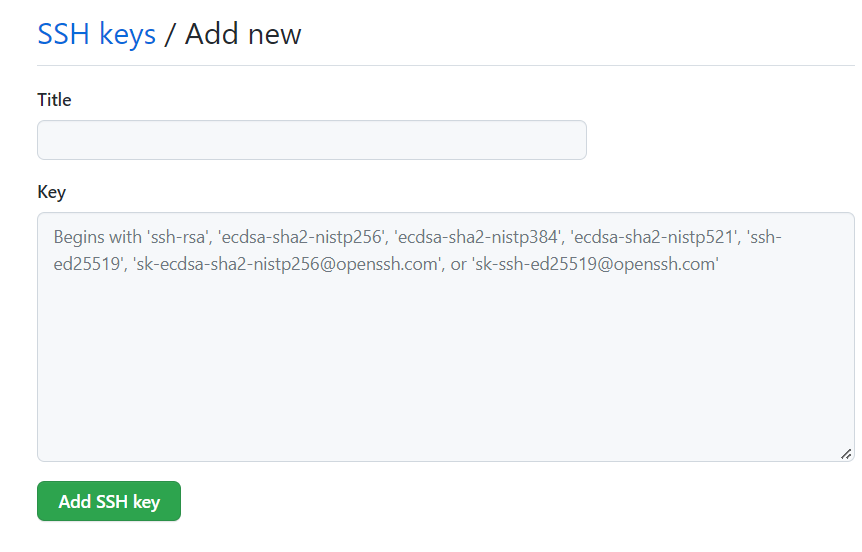 SSH keys / Add new
Title
Key
Begins with 'ssh-rsa', 'ecdsa-sha2-nistp256', 'ecdsa-sha2-nistp384', 'ecdsa-sha2-nistp521', 'ssh-
ed25519', 'sk-ecdsa-sha2-nistp256@openssh.com', or 'sk-ssh-ed25519@openssh.com'
Add SSH key